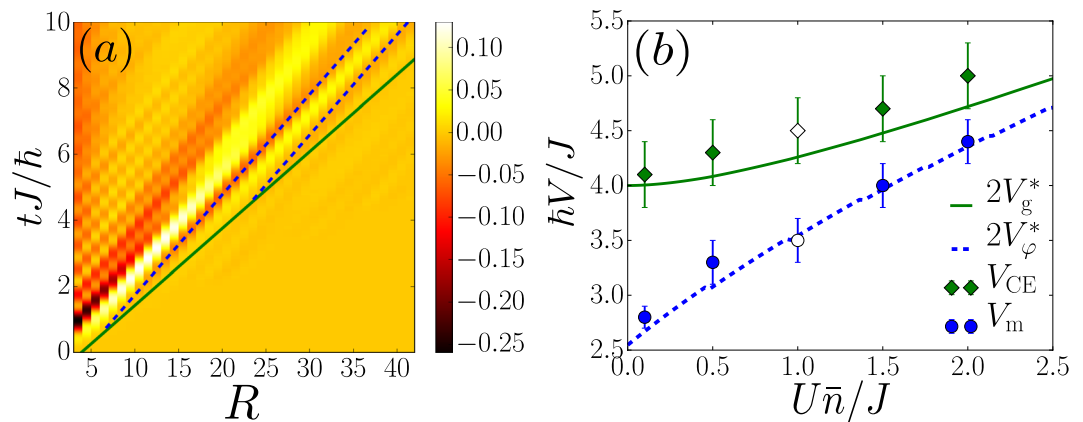 (a)
tJ/ħ
10
8
6
4
2
0
5 10 15 20 25 30 35 40
R
0.10
0.05
0.00
−0.05
−0.10
−0.15
−0.20
−0.25
(b)
ħV/J
5.5
5.0
4.5
4.0
3.5
3.0
2.5
0.0 0.5 1.0 1.5 2.0 2.5
Un̄/J
2V*g
2V*φ
VCE
Vm